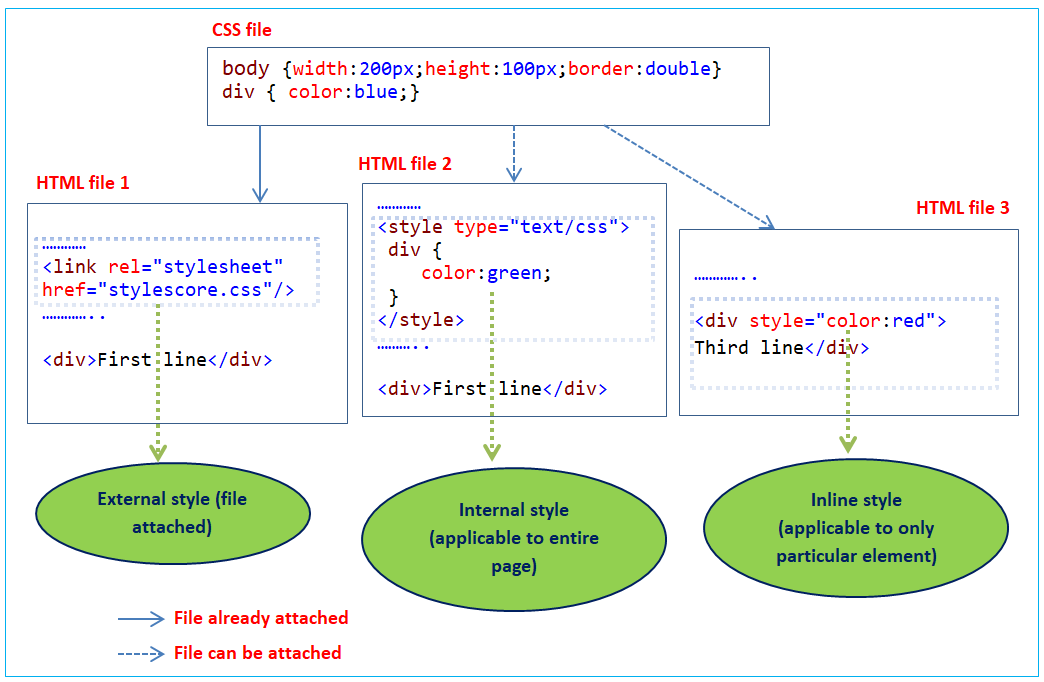 CSS file
body {width:200px;height:100px;border:double}
div { color:blue;}
HTML file 1
…………
<link rel="stylesheet"
href="stylescore.css"/>
…………..
<div>First line</div>
HTML file 2
…………
<style type="text/css">
div {
color:green;
}
</style>
………..
<div>First line</div>
HTML file 3
…………..
<div style="color:red">
Third line</div>
External style (file
attached)
Internal style
(applicable to entire
page)
Inline style
(applicable to only
particular element)
File already attached
File can be attached